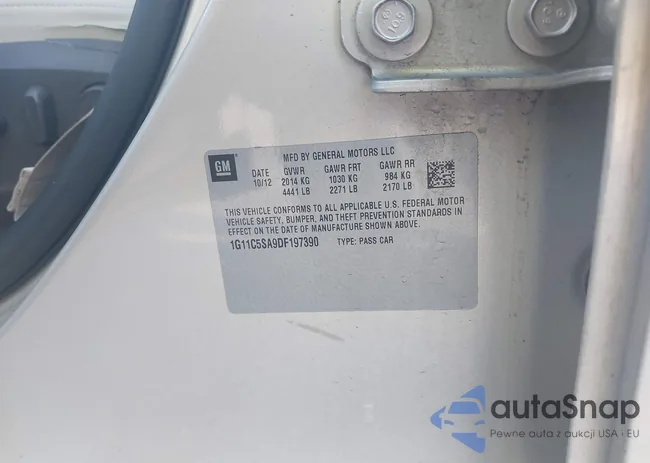 GM
MFD BY GENERAL MOTORS LLC
DATE GVWR GAWR FRT GAWR RR
10/12 2014 KG 1030 KG 984 KG
4441 LB 2271 LB 2170 LB
THIS VEHICLE CONFORMS TO ALL APPLICABLE U.S. FEDERAL MOTOR
VEHICLE SAFETY, BUMPER, AND THEFT PREVENTION STANDARDS IN
EFFECT ON THE DATE OF MANUFACTURE SHOWN ABOVE.
1G11C5SA9DF197390 TYPE: PASS CAR
autaSnap
Pewne auta z aukcji USA i EU